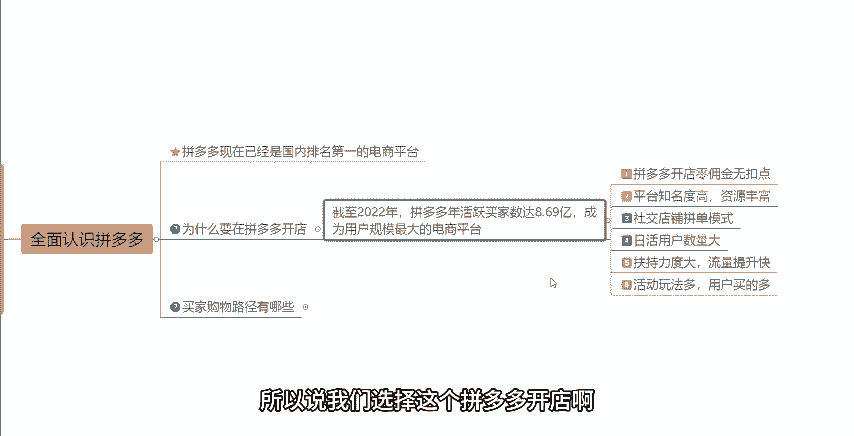 全面认识拼多多
拼多多现在已经是国内排名第一的电商平台
为什么要在拼多多开店
截至2022年，拼多多年活跃买家数达8.69亿，成
为用户规模最大的电商平台
1拼多多开店零佣金无扣点
2平台知名度高，资源丰富
3社交店铺拼单模式
4日活用户数量大
5扶持力度大，流量提升快
6活动玩法多，用户买的多
买家购物路径有哪些
所以说我们选择这个拼多多开店啊